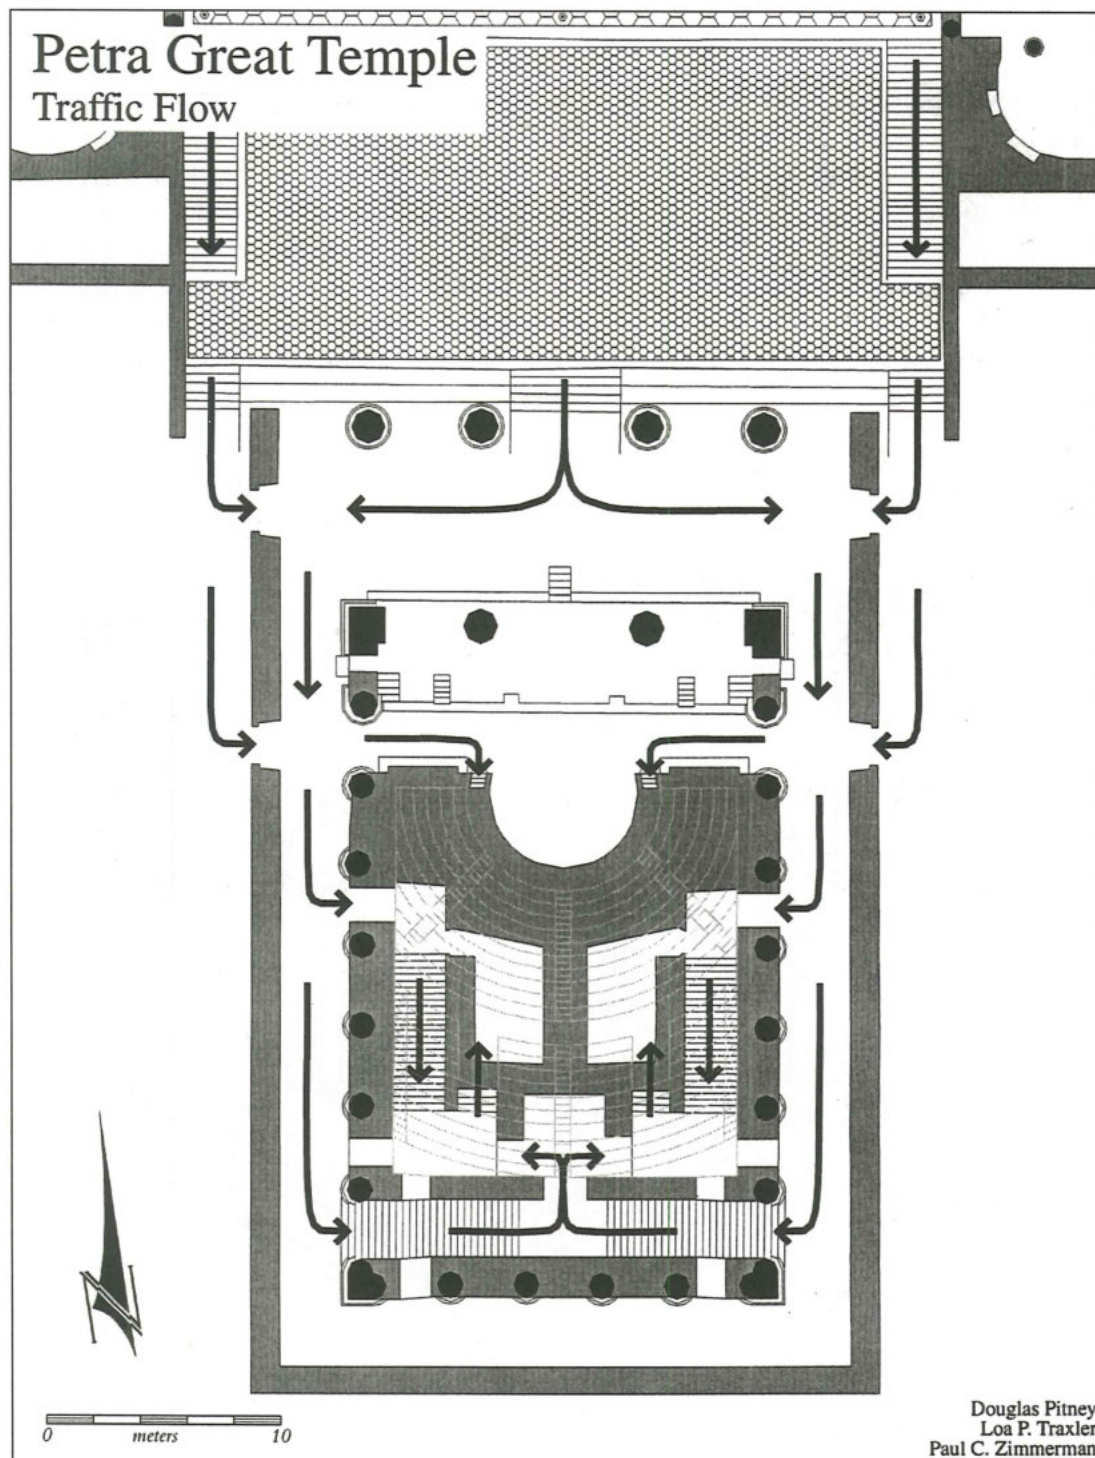 Petra Great Temple
Traffic Flow
N
0 meters 10
Douglas Pitney
Loa P. Traxler
Paul C. Zimmerman